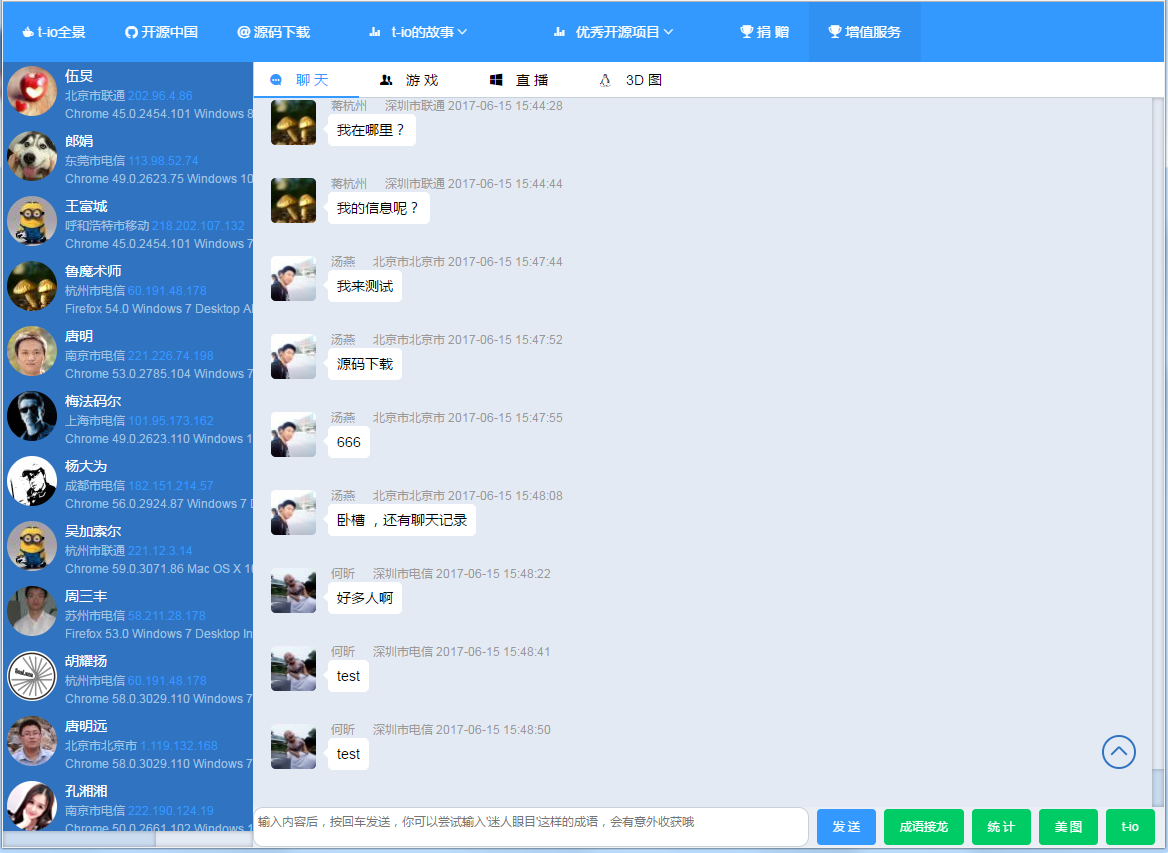 t-io全景 开源中国 @源码下载 t-io的故事 优秀开源项目 捐 赠 增值服务
伍炅
北京市联通 202.96.4.86
Chrome 45.0.2454.101 Windows 8
郎娟
东莞市电信 113.98.52.74
Chrome 49.0.2623.75 Windows 10
王富城
呼和浩特市移动 218.202.107.132
Chrome 45.0.2454.101 Windows 7
鲁魔术师
杭州市电信 60.191.48.178
Firefox 54.0 Windows 7 Desktop Al
唐明
南京市电信 221.226.74.198
Chrome 53.0.2785.104 Windows 7
梅法码尔
上海市电信 101.95.173.162
Chrome 49.0.2623.110 Windows 1
杨大为
成都市电信 182.151.214.57
Chrome 56.0.2924.87 Windows 7 D
吴加索尔
杭州市联通 221.12.3.14
Chrome 59.0.3071.86 Mac OS X 10
周三丰
苏州市电信 58.211.28.178
Firefox 53.0 Windows 7 Desktop In
胡耀扬
杭州市电信 60.191.48.178
Chrome 58.0.3029.110 Windows 7
唐明远
北京市北京市 1.119.132.168
Chrome 58.0.3029.110 Windows 7
孔湘湘
南京市电信 222.190.124.19
Chrome 50.0.2661.102 Windows 1
聊 天 游 戏 直 播 3D 图
蒋杭州 深圳市联通 2017-06-15 15:44:28
我在哪里？
蒋杭州 深圳市联通 2017-06-15 15:44:44
我的信息呢？
汤燕 北京市北京市 2017-06-15 15:47:44
我来测试
汤燕 北京市北京市 2017-06-15 15:47:52
源码下载
汤燕 北京市北京市 2017-06-15 15:47:55
666
汤燕 北京市北京市 2017-06-15 15:48:08
卧槽 ，还有聊天记录
何昕 深圳市电信 2017-06-15 15:48:22
好多人啊
何昕 深圳市电信 2017-06-15 15:48:41
test
何昕 深圳市电信 2017-06-15 15:48:50
test
输入内容后，按回车发送，你可以尝试输入'迷人眼目'这样的成语，会有意外收获哦
发 送 成语接龙 统 计 美 图 t-io